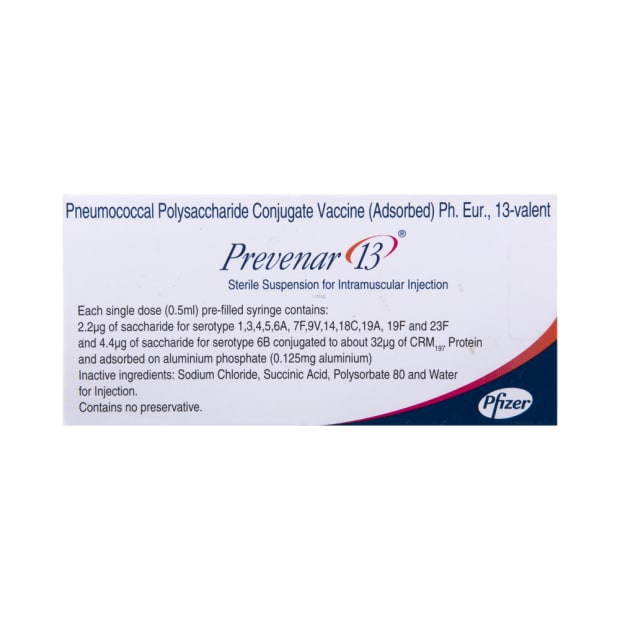 Pneumococcal Polysaccharide Conjugate Vaccine (Adsorbed) Ph. Eur., 13-valent
Prevenar 13®
Sterile Suspension for Intramuscular Injection
Each single dose (0.5ml) pre-filled syringe contains:
2.2µg of saccharide for serotype 1,3,4,5,6A, 7F,9V,14,18C,19A, 19F and 23F
and 4.4µg of saccharide for serotype 6B conjugated to about 32µg of CRM197 Protein
and adsorbed on aluminium phosphate (0.125mg aluminium)
Inactive ingredients: Sodium Chloride, Succinic Acid, Polysorbate 80 and Water
for Injection.
Contains no preservative.
Pfizer